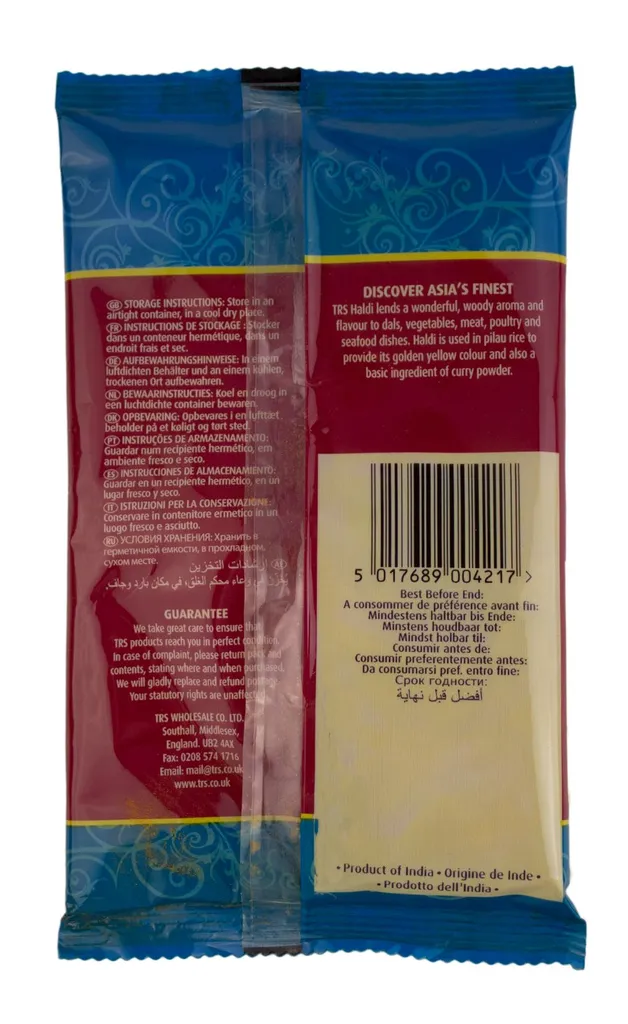 GB STORAGE INSTRUCTIONS: Store in an
airtight container, in a cool dry place.
FR INSTRUCTIONS DE STOCKAGE : Stocker
dans un conteneur hermétique, dans un
endroit frais et sec.
DE AUFBEWAHRUNGSHINWEISE: In einem
luftdichten Behälter und an einem kühlen,
trockenen Ort aufbewahren.
NL BEWAARINSTRUCTIES: Koel en droog in
een luchtdichte container bewaren.
DK OPBEVARING: Opbevares i en lufttæt
beholder på et køligt og tørt sted.
PT INSTRUÇÕES DE ARMAZENAMENTO:
Guardar num recipiente hermético, em
ambiente fresco e seco.
ES INSTRUCCIONES DE ALMACENAMIENTO:
Guardar en un recipiente hermético, en un
lugar fresco y seco.
IT ISTRUZIONI PER LA CONSERVAZIONE:
Conservare in contenitore ermetico in un
luogo fresco e asciutto.
RU УСЛОВИЯ ХРАНЕНИЯ: Хранить в
герметичной емкости, в прохладном,
сухом месте.
AR إرشادات التخزين
يخزن في وعاء محكم الغلق، في مكان بارد وجاف.
GUARANTEE
We take great care to ensure that
TRS products reach you in perfect condition.
In case of complaint, please return pack and
contents, stating where and when purchased.
We will gladly replace and refund postage.
Your statutory rights are unaffected.
TRS WHOLESALE CO. LTD.
Southall, Middlesex,
England. UB2 4AX
Fax: 0208 574 1716
Email: mail@trs.co.uk
www.trs.co.uk
DISCOVER ASIA'S FINEST
TRS Haldi lends a wonderful, woody aroma and
flavour to dals, vegetables, meat, poultry and
seafood dishes. Haldi is used in pilau rice to
provide its golden yellow colour and also a
basic ingredient of curry powder.
5 017689 004217 >
Best Before End:
A consommer de préférence avant fin:
Mindestens haltbar bis Ende:
Minstens houdbaar tot:
Mindst holbar til:
Consumir antes de:
Consumir preferentemente antes:
Da consumarsi pref. entro fine:
Срок годности:
أفضل قبل نهاية
• Product of India • Origine de Inde •
• Prodotto dell'India •